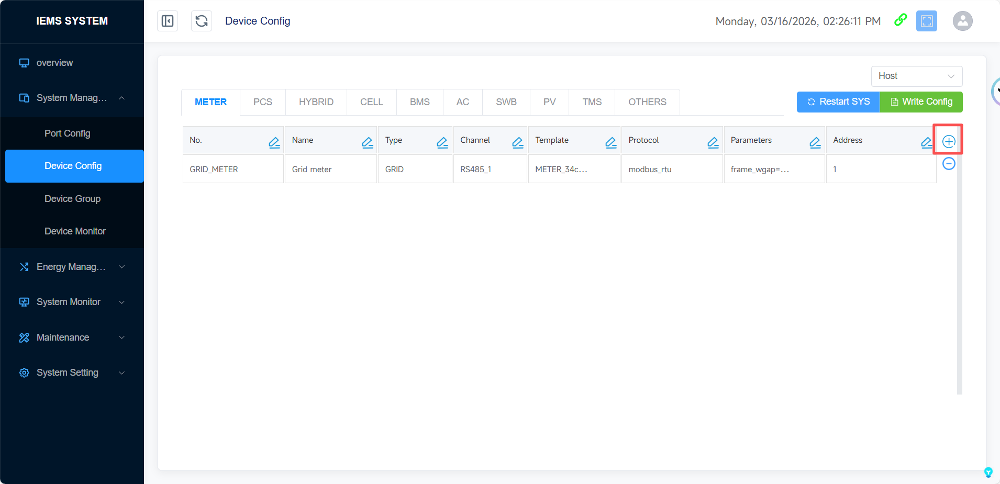 IEMS SYSTEM
Device Config
Monday, 03/16/2026, 02:26:11 PM
overview
System Manag...
Port Config
Device Config
Device Group
Device Monitor
Energy Manag...
System Monitor
Maintenance
System Setting
Host
METER PCS HYBRID CELL BMS AC SWB PV TMS OTHERS
Restart SYS Write Config
No. Name Type Channel Template Protocol Parameters Address
GRID_METER Grid meter GRID RS485_1 METER_34c... modbus_rtu frame_wgap=... 1